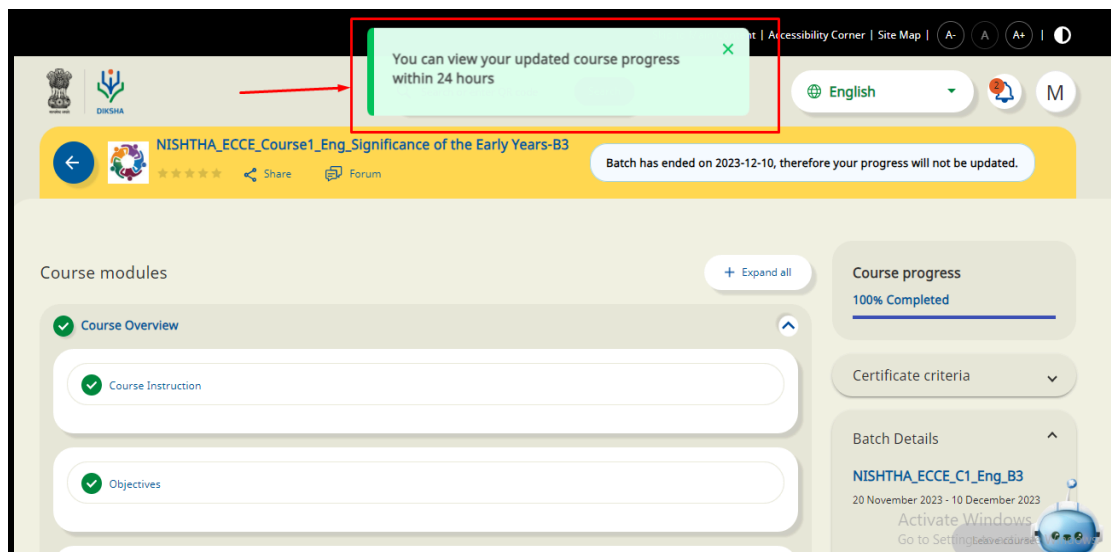 nt | Accessibility Corner | Site Map | A- A A+ |
You can view your updated course progress
within 24 hours
DIKSHA
English
2
M
NISHTHA_ECCE_Course1_Eng_Significance of the Early Years-B3
Share
Forum
Batch has ended on 2023-12-10, therefore your progress will not be updated.
Course modules
+ Expand all
Course progress
100% Completed
Course Overview
Course Instruction
Certificate criteria
Batch Details
Objectives
NISHTHA_ECCE_C1_Eng_B3
20 November 2023 - 10 December 2023
Activate Windows
Go to Settings
Leave course